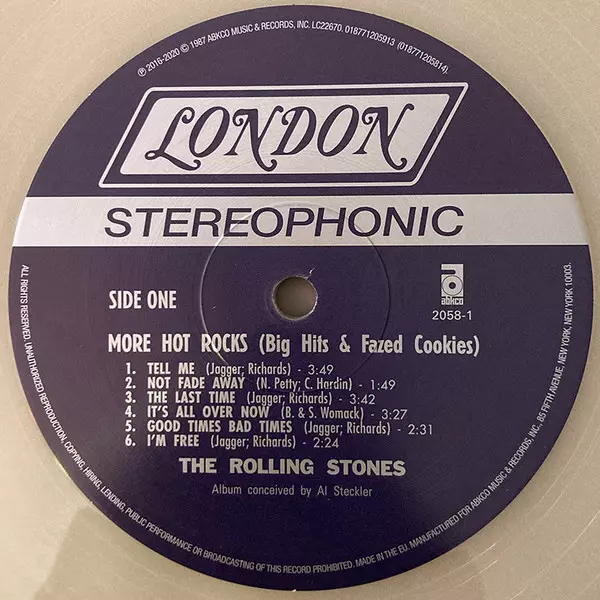 ℗ 2016-2020 © 1987 ABKCO MUSIC & RECORDS, INC. LC22670. 018771205913 (018771205814).
LONDON
STEREOPHONIC
SIDE ONE
abkco
2058-1
MORE HOT ROCKS (Big Hits & Fazed Cookies)
1. TELL ME (Jagger; Richards) - 3:49
2. NOT FADE AWAY (N. Petty; C. Hardin) - 1:49
3. THE LAST TIME (Jagger; Richards) - 3:42
4. IT'S ALL OVER NOW (B. & S. Womack) - 3:27
5. GOOD TIMES BAD TIMES (Jagger; Richards) - 2:31
6. I'M FREE (Jagger; Richards) - 2:24
THE ROLLING STONES
Album conceived by Al Steckler
ALL RIGHTS RESERVED. UNAUTHORIZED REPRODUCTION, COPYING, HIRING, LENDING, PUBLIC PERFORMANCE OR BROADCASTING OF THIS RECORD PROHIBITED. MADE IN THE EU. MANUFACTURED FOR ABKCO MUSIC & RECORDS, INC., 85 FIFTH AVENUE, NEW YORK, NEW YORK 10003.